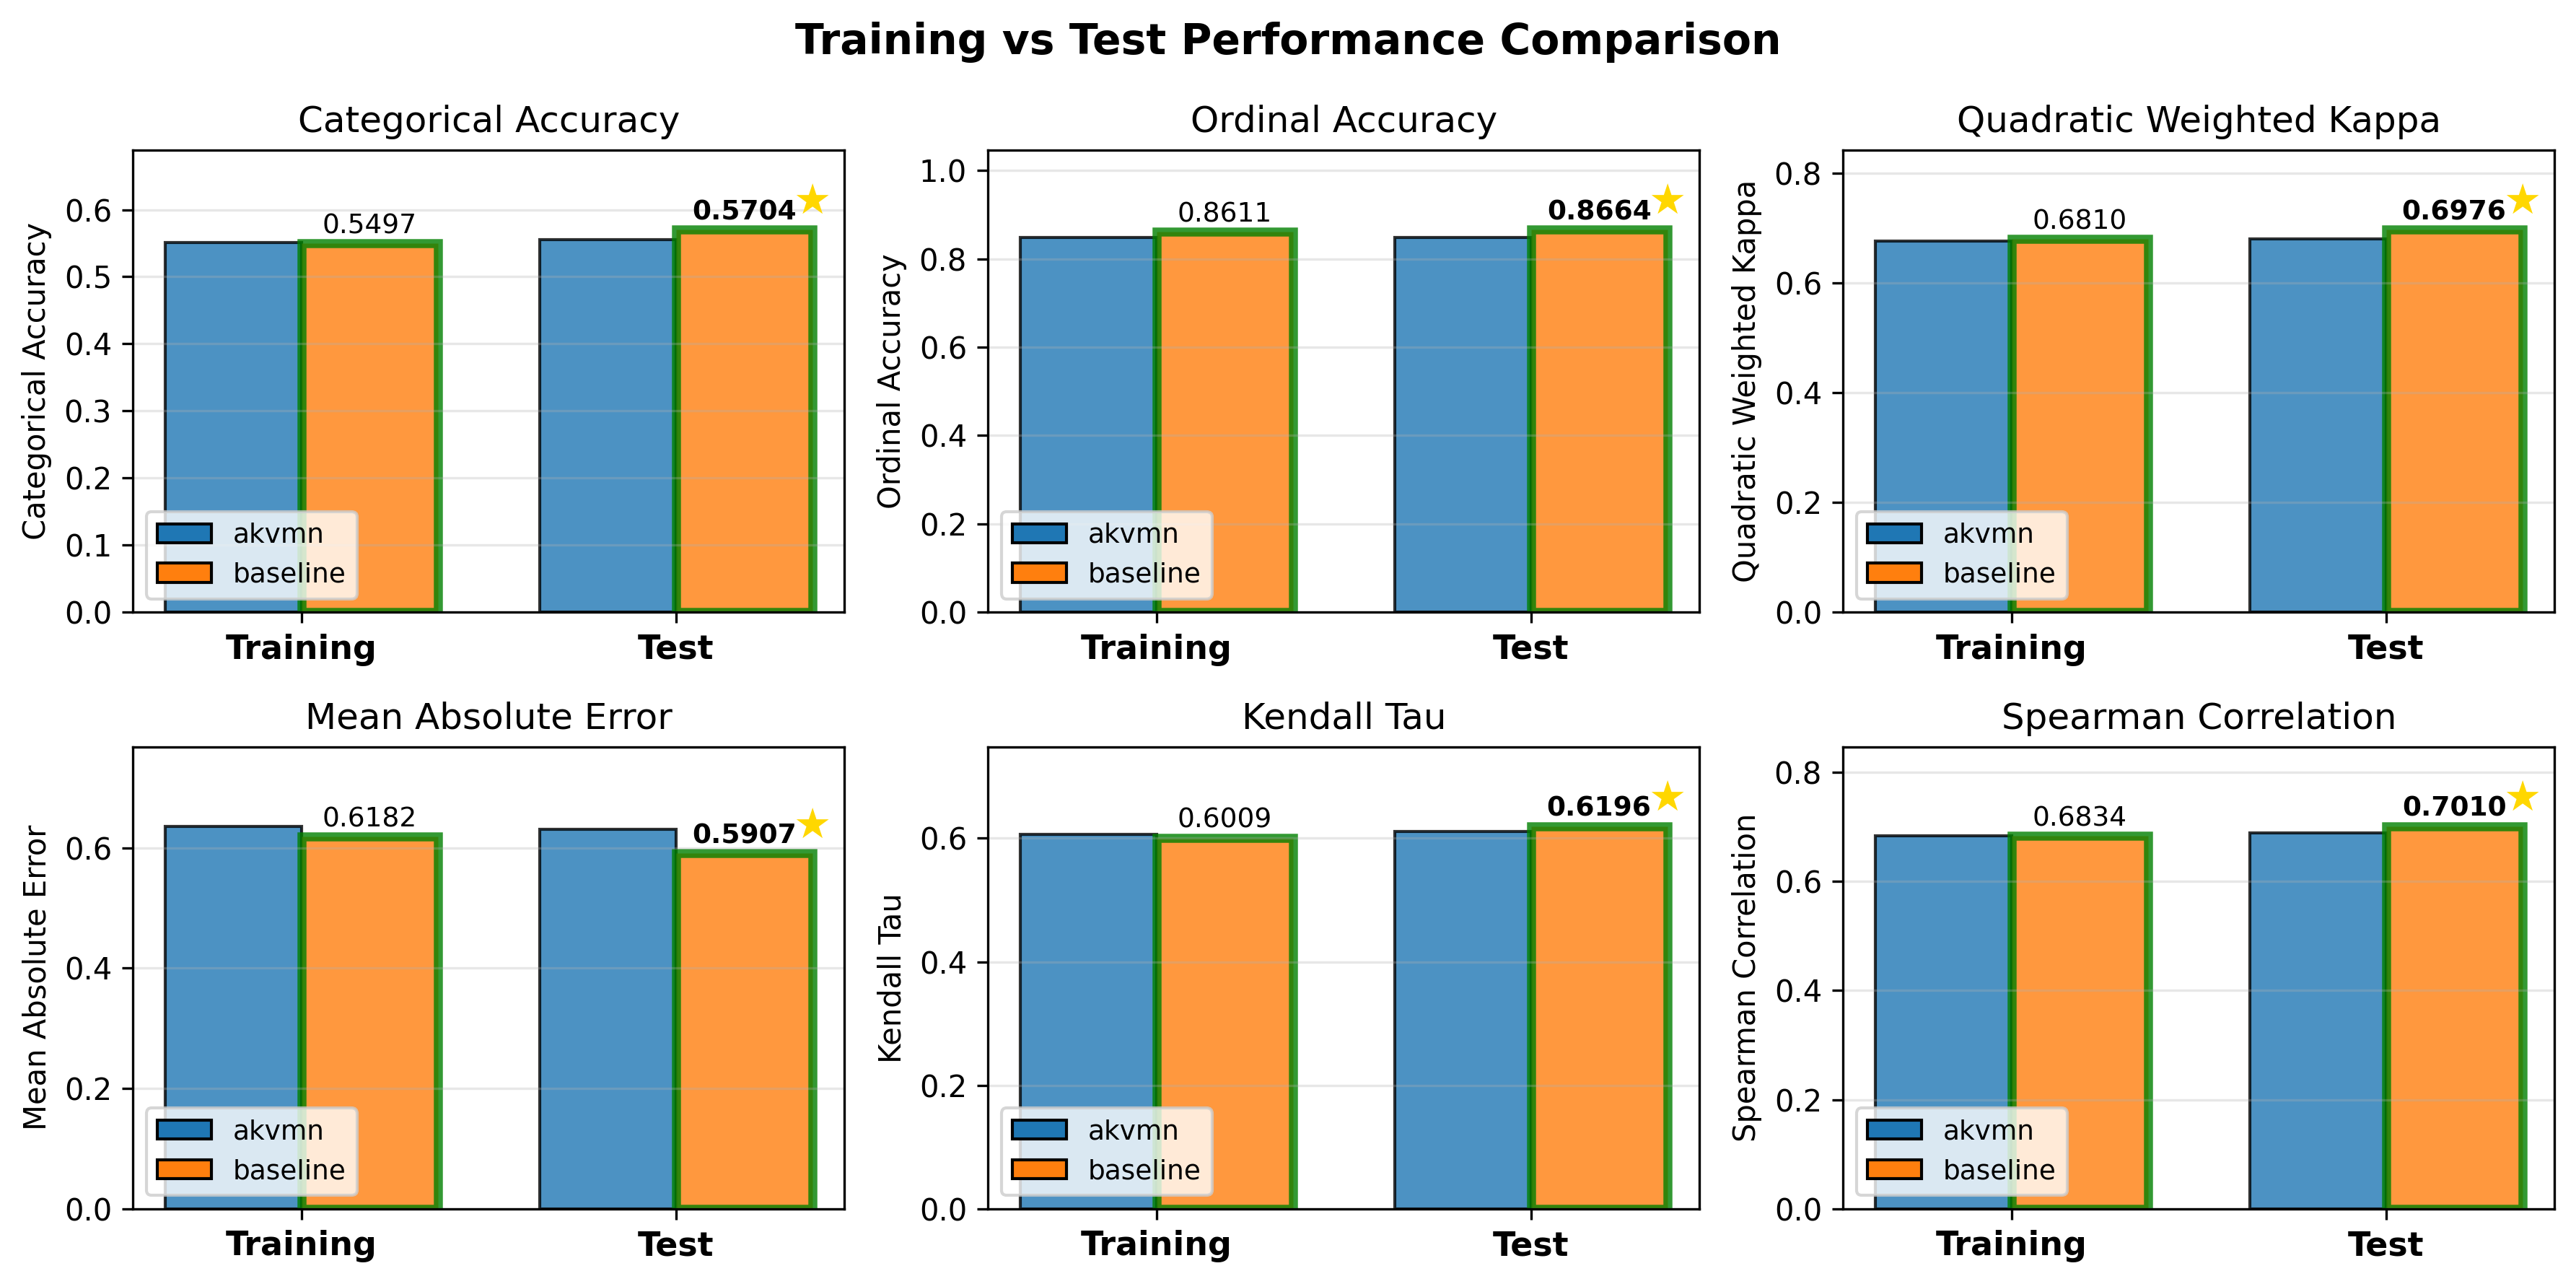 Training vs Test Performance Comparison
Categorical Accuracy
Categorical Accuracy
0.6
0.5
0.4
0.3
0.2
0.1
0.0
0.5497
0.5704
akvmn
baseline
Training
Test
Ordinal Accuracy
Ordinal Accuracy
1.0
0.8
0.6
0.4
0.2
0.0
0.8611
0.8664
akvmn
baseline
Training
Test
Quadratic Weighted Kappa
Quadratic Weighted Kappa
0.8
0.6
0.4
0.2
0.0
0.6810
0.6976
akvmn
baseline
Training
Test
Mean Absolute Error
Mean Absolute Error
0.6
0.4
0.2
0.0
0.6182
0.5907
akvmn
baseline
Training
Test
Kendall Tau
Kendall Tau
0.6
0.4
0.2
0.0
0.6009
0.6196
akvmn
baseline
Training
Test
Spearman Correlation
Spearman Correlation
0.8
0.6
0.4
0.2
0.0
0.6834
0.7010
akvmn
baseline
Training
Test